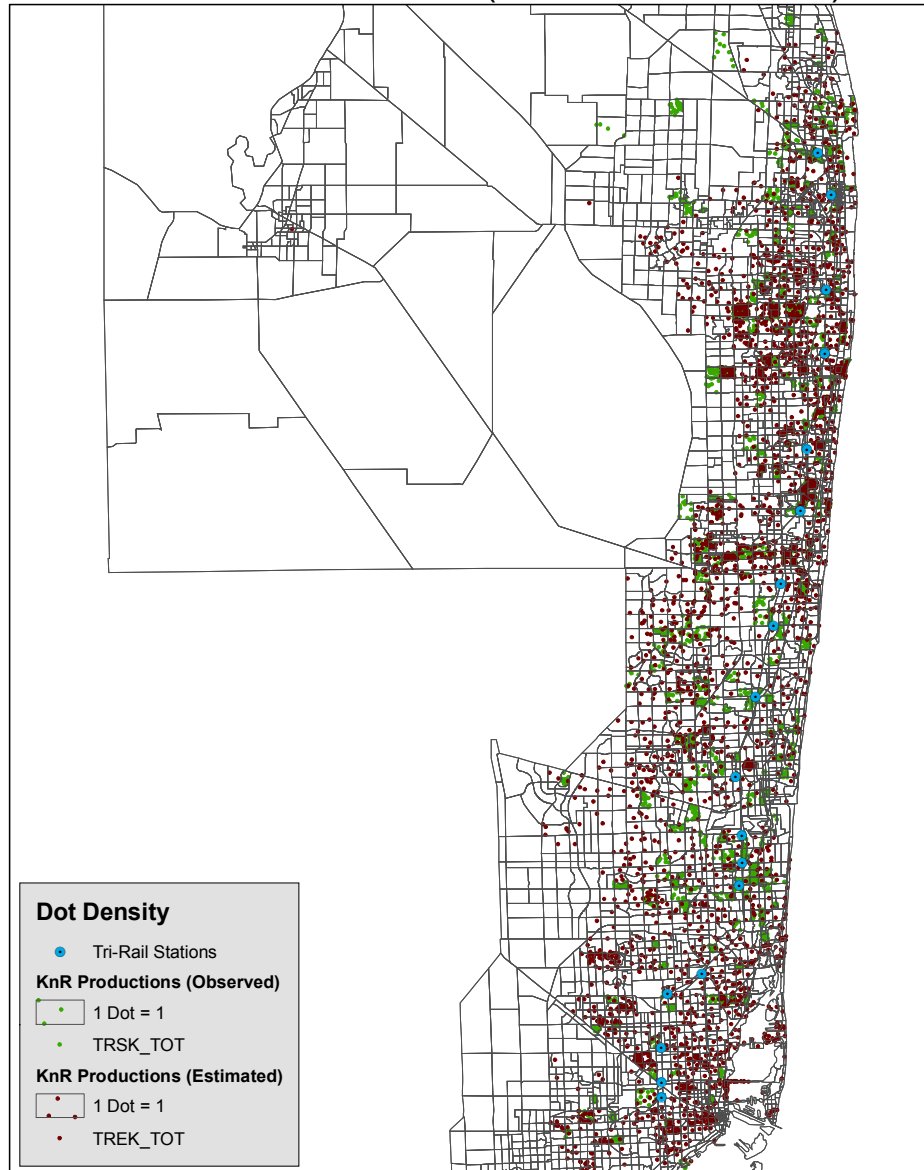 Dot Density
Tri-Rail Stations
KnR Productions (Observed)
1 Dot = 1
TRSK_TOT
KnR Productions (Estimated)
1 Dot = 1
TREK_TOT